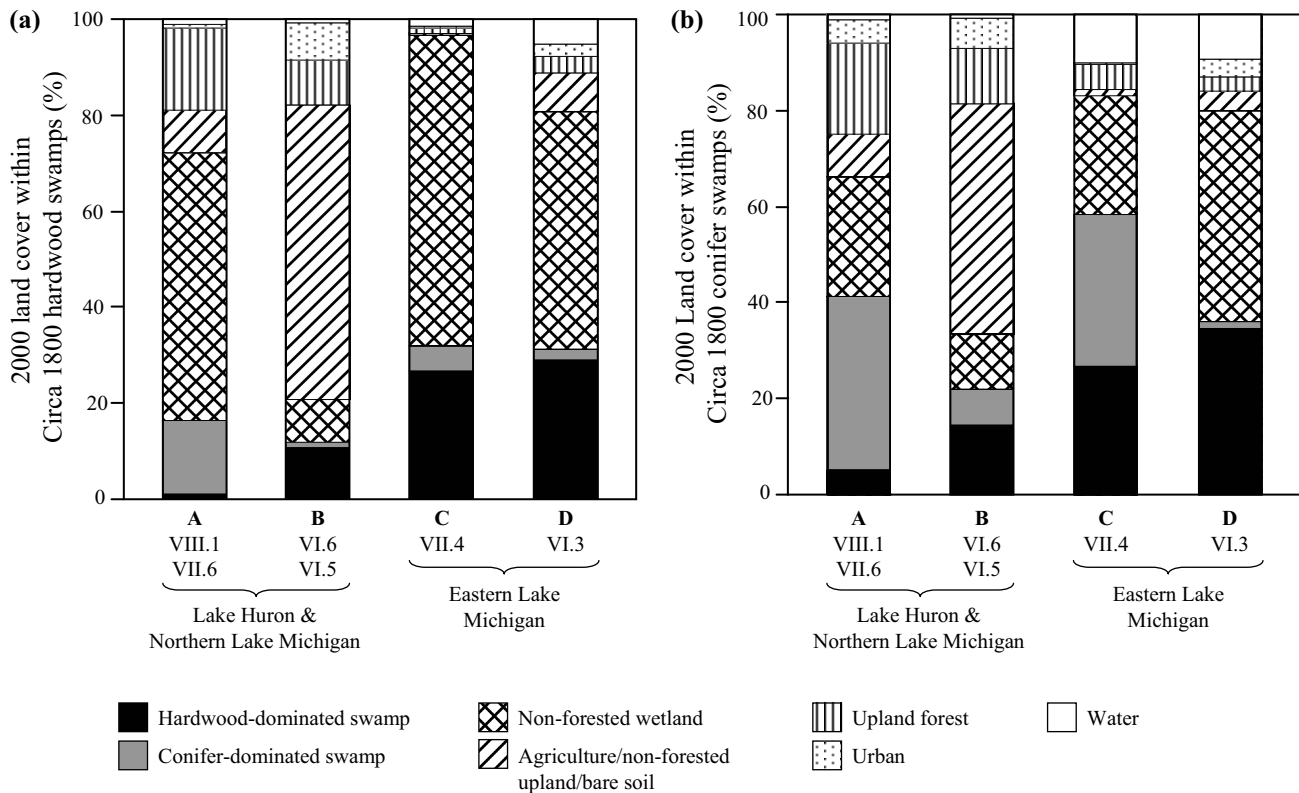 (a)
2000 land cover within
Circa 1800 hardwood swamps (%)
100
80
60
40
20
0
A
VIII.1
VII.6
B
VI.6
VI.5
C
VII.4
D
VI.3
Lake Huron &
Northern Lake Michigan
Eastern Lake
Michigan
(b)
2000 Land cover within
Circa 1800 conifer swamps (%)
100
80
60
40
20
0
A
VIII.1
VII.6
B
VI.6
VI.5
C
VII.4
D
VI.3
Lake Huron &
Northern Lake Michigan
Eastern Lake
Michigan
Hardwood-dominated swamp
Conifer-dominated swamp
Non-forested wetland
Agriculture/non-forested
upland/bare soil
Upland forest
Urban
Water